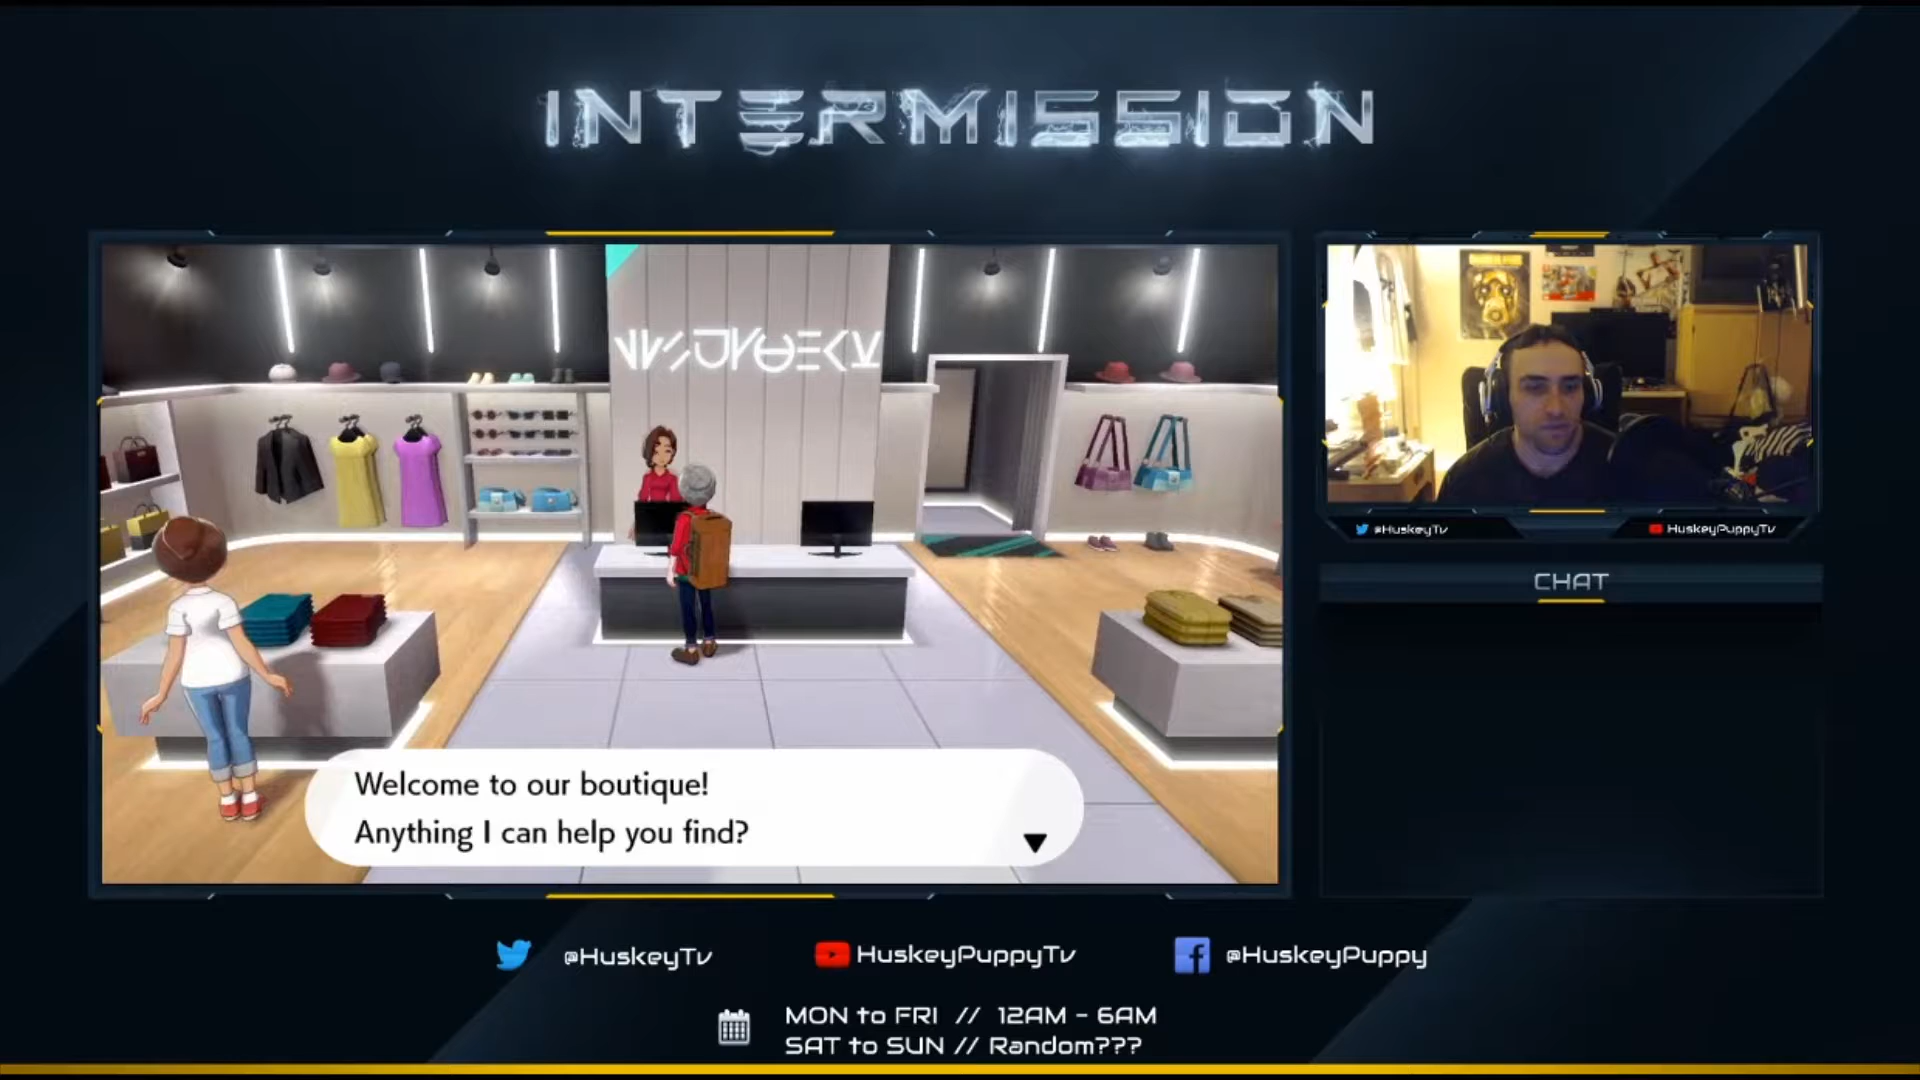 INTERMISSION
Welcome to our boutique!
Anything I can help you find?
@HuskeyTv
HuskeyPuppyTv
CHAT
@HuskeyTv
HuskeyPuppyTv
@HuskeyPuppy
MON to FRI // 12AM - 6AM
SAT to SUN // Random???